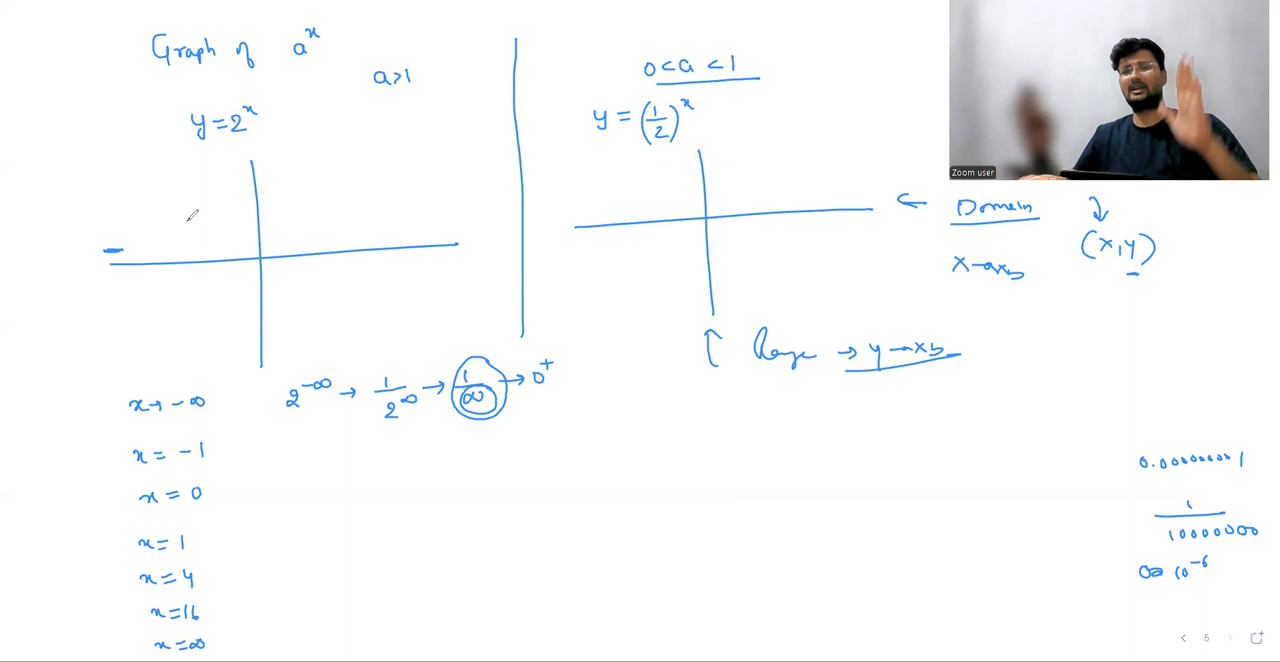 Graph of a^x
a>1
y=2^x
0<a<1
y=(1/2)^x
Zoom user
← Domain ↓
(x,y)
x-axis
↑ Range → y-axis
x→ -∞ 2^-∞ → 1/2^∞ → 1/∞ → 0^+
x = -1
x = 0
x = 1
x = 4
x = 16
x = ∞
0.000000001
1/10000000
10^-6
5